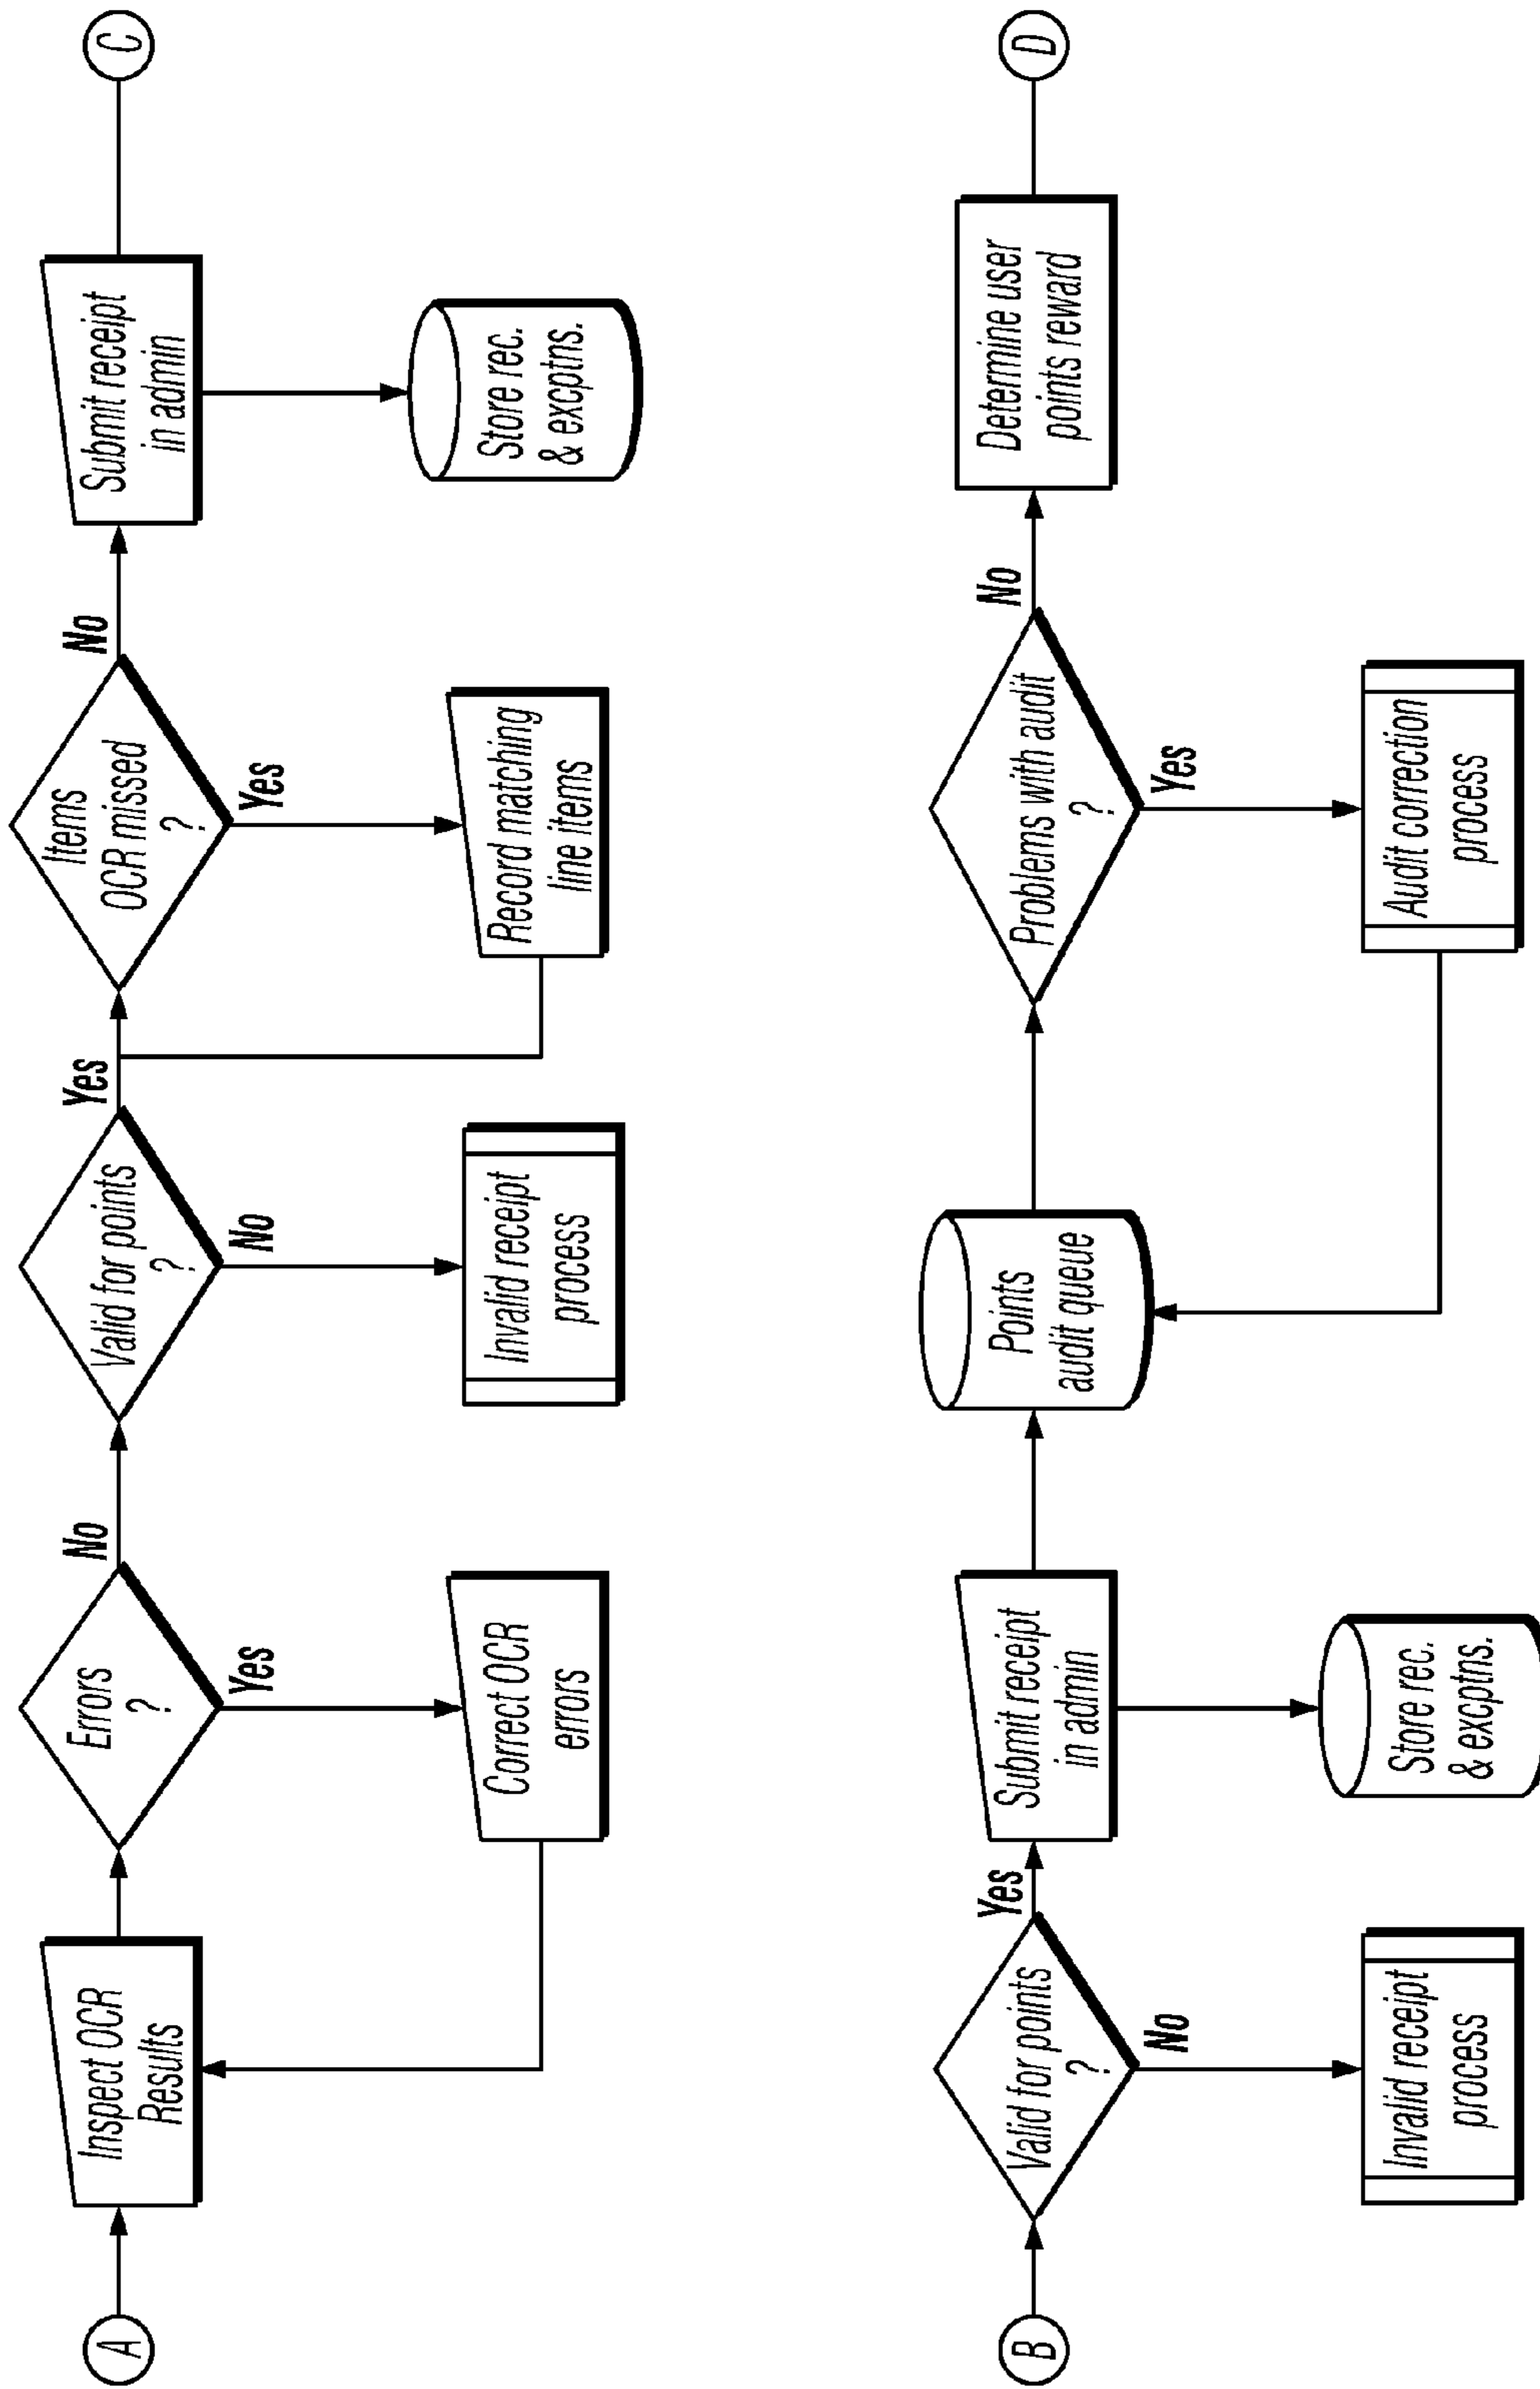 A
Inspect OCR
Results
Errors
?
Yes
Correct OCR
errors
No
Valid for points
?
No
Invalid receipt
process
Yes
Items
OCR missed
?
Yes
Record matching
line items
No
Submit receipt
in admin
Store rec.
& excptns.
C
B
Valid for points
?
No
Invalid receipt
process
Yes
Submit receipt
in admin
Store rec.
& excptns.
Points
audit queue
Problems with audit
?
Yes
Audit correction
process
No
Determine user
points reward
D